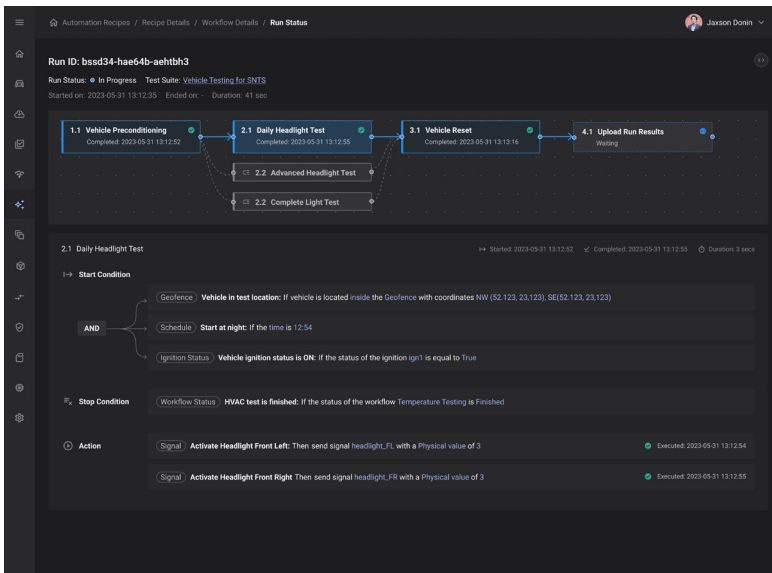 Automation Recipes / Recipe Details / Workflow Details / Run Status
Jaxson Donin
Run ID: bssd34-hae64b-aehtbh3
Run Status: In Progress Test Suite: Vehicle Testing for SNTS
Started on: 2023-05-31 13:12:35 Ended on: - Duration: 41 sec
1.1 Vehicle Preconditioning
Completed: 2023-05-31 13:12:52
2.1 Daily Headlight Test
Completed: 2023-05-31 13:12:55
3.1 Vehicle Reset
Completed: 2023-05-31 13:13:16
4.1 Upload Run Results
Waiting
2.2 Advanced Headlight Test
2.2 Complete Light Test
2.1 Daily Headlight Test
Started: 2023-05-31 13:12:52 Completed: 2023-05-31 13:12:55 Duration: 3 secs
Start Condition
AND
Geofence Vehicle in test location: If vehicle is located inside the Geofence with coordinates NW (52.123, 23,123), SE(52.123, 23,123)
Schedule Start at night: If the time is 12:54
Ignition Status Vehicle ignition status is ON: If the status of the ignition ign1 is equal to True
Stop Condition
Workflow Status HVAC test is finished: If the status of the workflow Temperature Testing is Finished
Action
Signal Activate Headlight Front Left: Then send signal headlight_FL with a Physical value of 3
Executed: 2023-05-31 13:12:54
Signal Activate Headlight Front Right Then send signal headlight_FR with a Physical value of 3
Executed: 2023-05-31 13:12:55